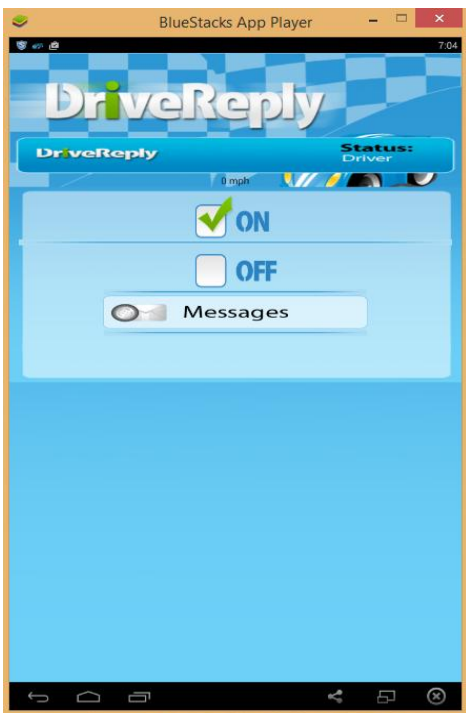 BlueStacks App Player
7:04
DriveReply
DriveReply
Status:
Driver
0 mph
ON
OFF
Messages